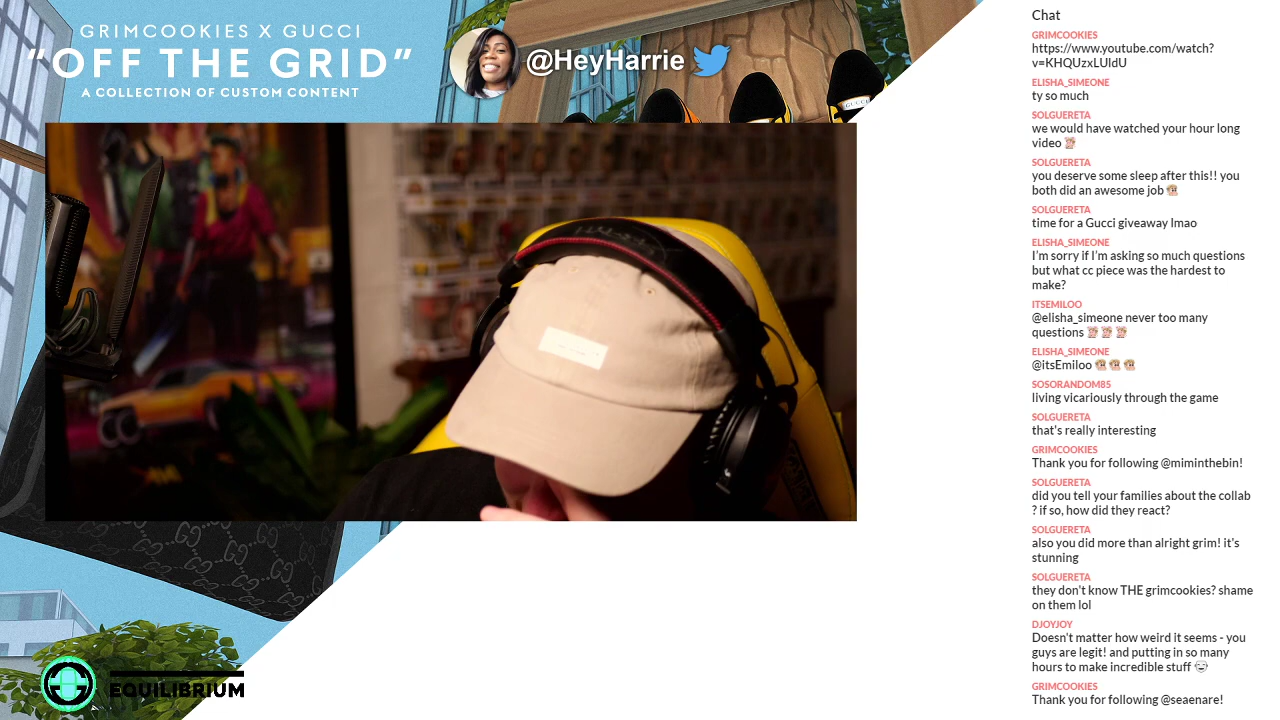 GRIMCOOKIES X GUCCI
“OFF THE GRID”
A COLLECTION OF CUSTOM CONTENT
@HeyHarrie
GUCCI
EQUILIBRIUM
Chat
GRIMCOOKIES
https://www.youtube.com/watch?
v=KHQUzxLUldU
ELISHA_SIMEONE
ty so much
SOLGUERETA
we would have watched your hour long
video
SOLGUERETA
you deserve some sleep after this!! you
both did an awesome job
SOLGUERETA
time for a Gucci giveaway lmao
ELISHA_SIMEONE
I'm sorry if I'm asking so much questions
but what cc piece was the hardest to
make?
ITSEMILOO
@elisha_simeone never too many
questions
ELISHA_SIMEONE
@itsEmiloo
SOSORANDOM85
living vicariously through the game
SOLGUERETA
that's really interesting
GRIMCOOKIES
Thank you for following @miminthebin!
SOLGUERETA
did you tell your families about the collab
? if so, how did they react?
SOLGUERETA
also you did more than alright grim! it's
stunning
SOLGUERETA
they don't know THE grimcookies? shame
on them lol
DJOYJOY
Doesn't matter how weird it seems - you
guys are legit! and putting in so many
hours to make incredible stuff
GRIMCOOKIES
Thank you for following @seaenare!